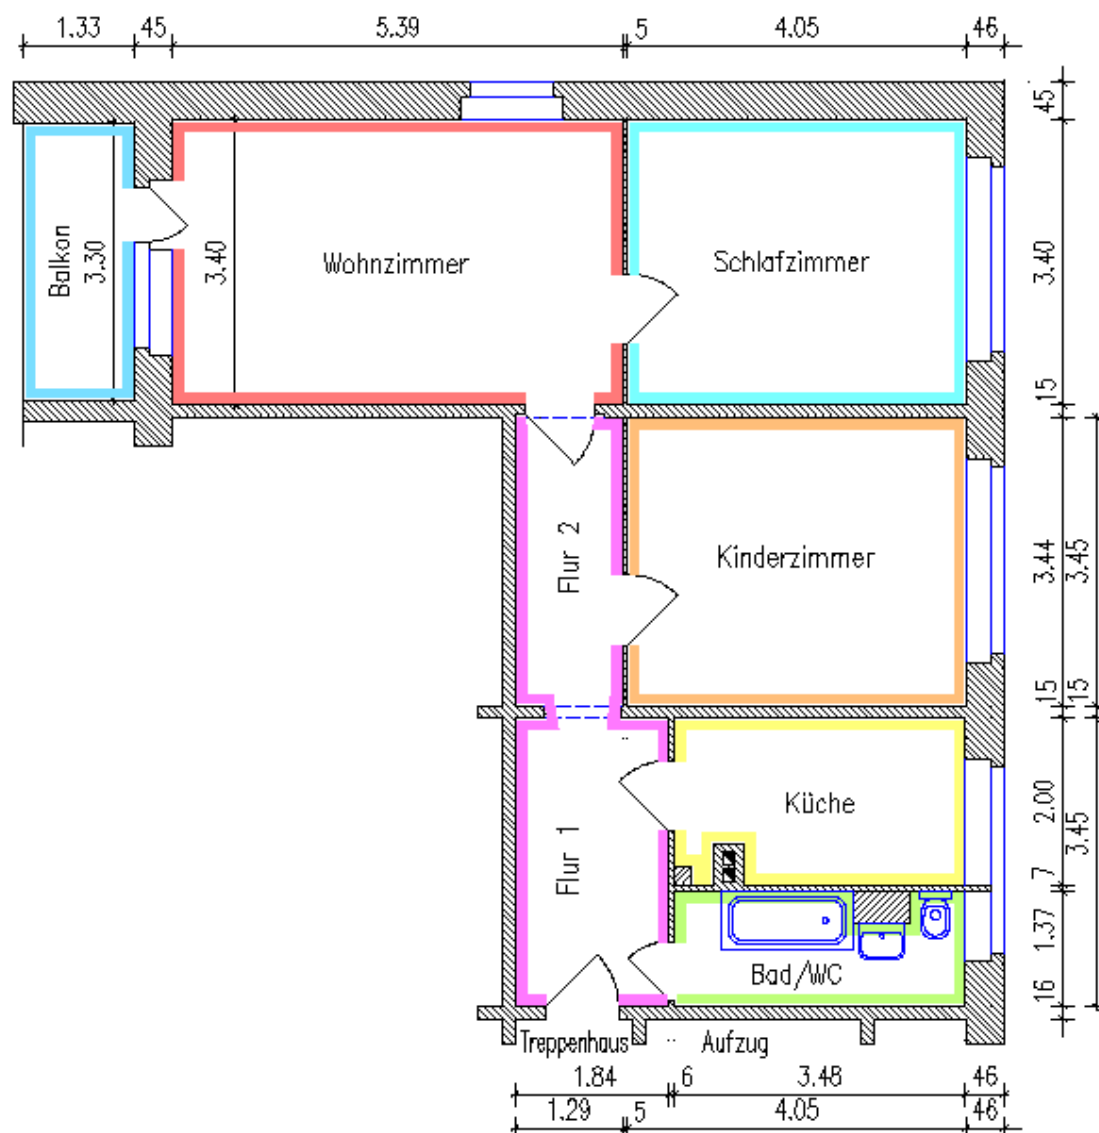 1.33 45 5.39 5 4.05 46
45
Balkon
3.30
3.40
Wohnzimmer
Schlafzimmer
3.40
15
Flur 2
Kinderzimmer
3.44
3.45
15
15
Flur 1
Küche
2.00
3.45
7
Bad/WC
1.37
16
Treppenhaus Aufzug
1.84 6 3.48 46
1.29 5 4.05 46